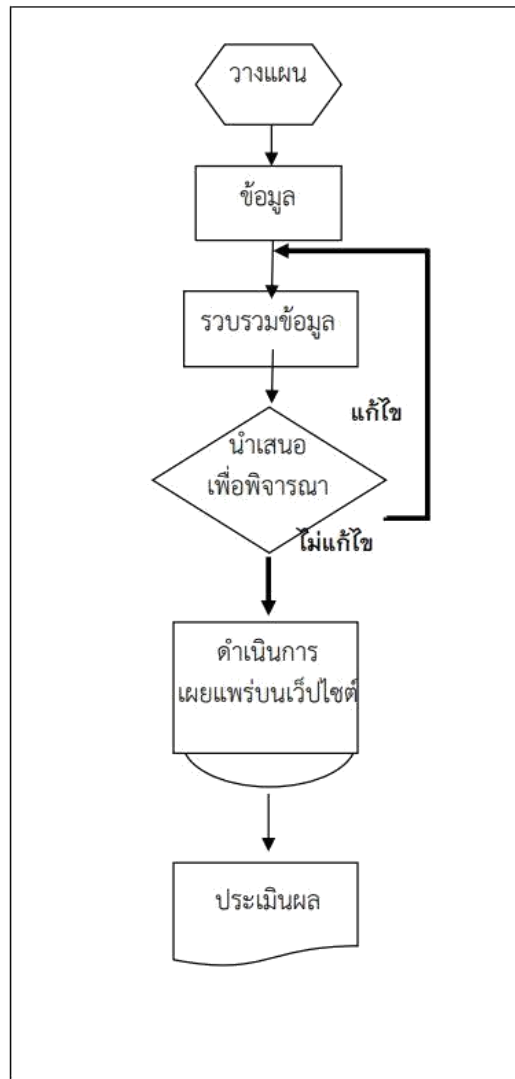 วางแผน
ข้อมูล
รวบรวมข้อมูล
แก้ไข
นำเสนอ
เพื่อพิจารณา
ไม่แก้ไข
ดำเนินการ
เผยแพร่บนเว็ปไซต์
ประเมินผล